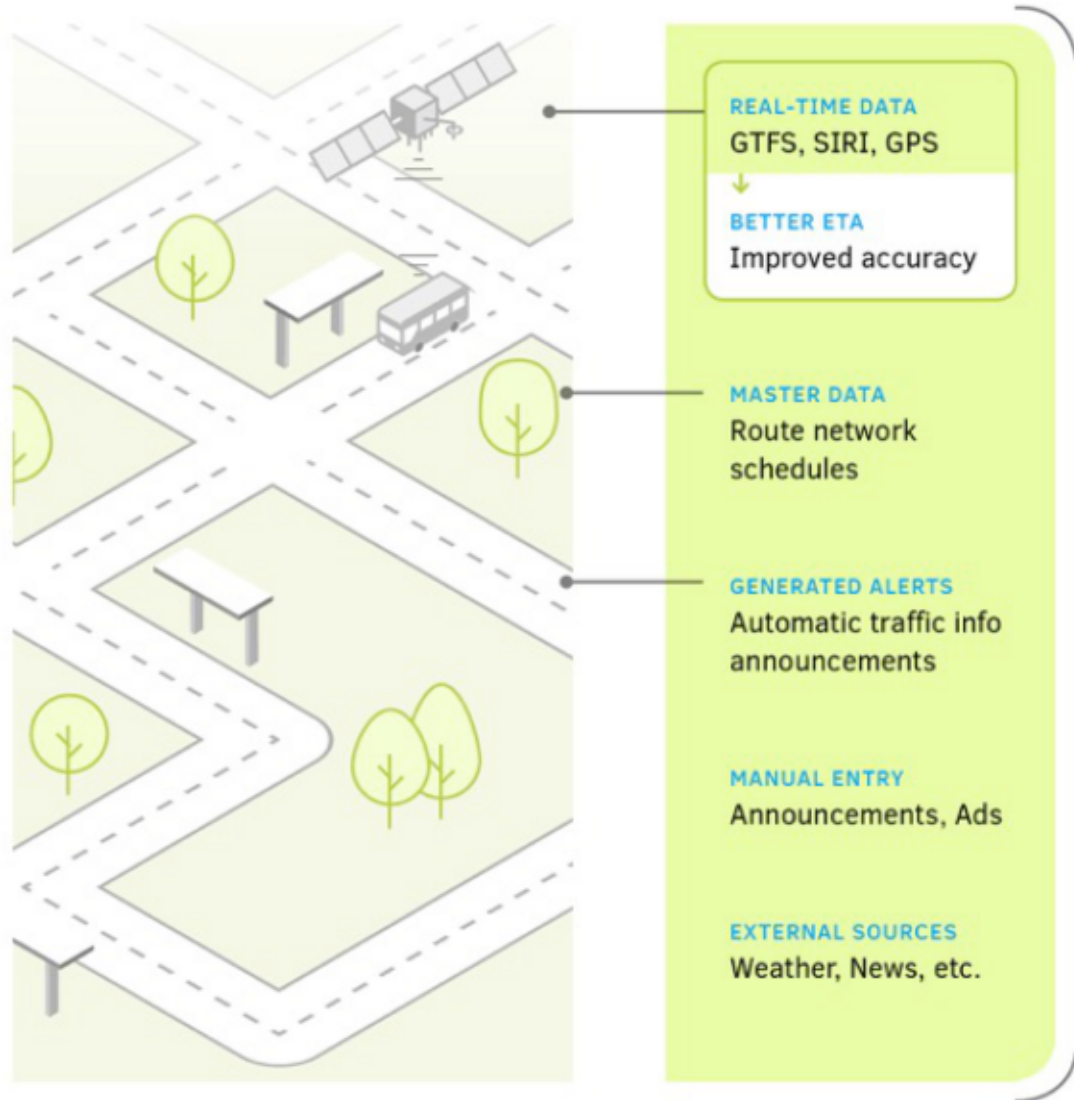 REAL-TIME DATA
GTFS, SIRI, GPS
BETTER ETA
Improved accuracy
MASTER DATA
Route network
schedules
GENERATED ALERTS
Automatic traffic info
announcements
MANUAL ENTRY
Announcements, Ads
EXTERNAL SOURCES
Weather, News, etc.